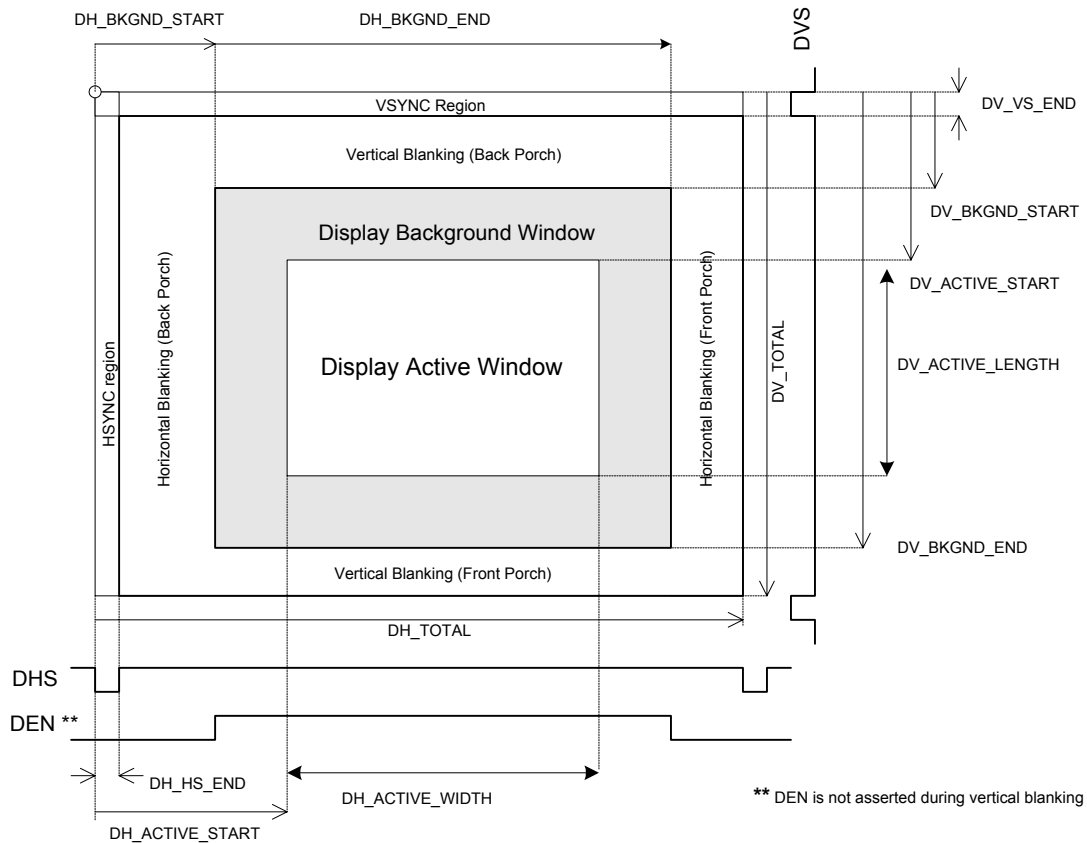 DH_BKGND_START
DH_BKGND_END
DVS
VSYNC Region
DV_VS_END
Vertical Blanking (Back Porch)
DV_BKGND_START
Display Background Window
DV_ACTIVE_START
HSYNC region
Horizontal Blanking (Back Porch)
Display Active Window
Horizontal Blanking (Front Porch)
DV_TOTAL
DV_ACTIVE_LENGTH
DV_BKGND_END
Vertical Blanking (Front Porch)
DH_TOTAL
DHS
DEN **
DH_HS_END
DH_ACTIVE_WIDTH
** DEN is not asserted during vertical blanking
DH_ACTIVE_START